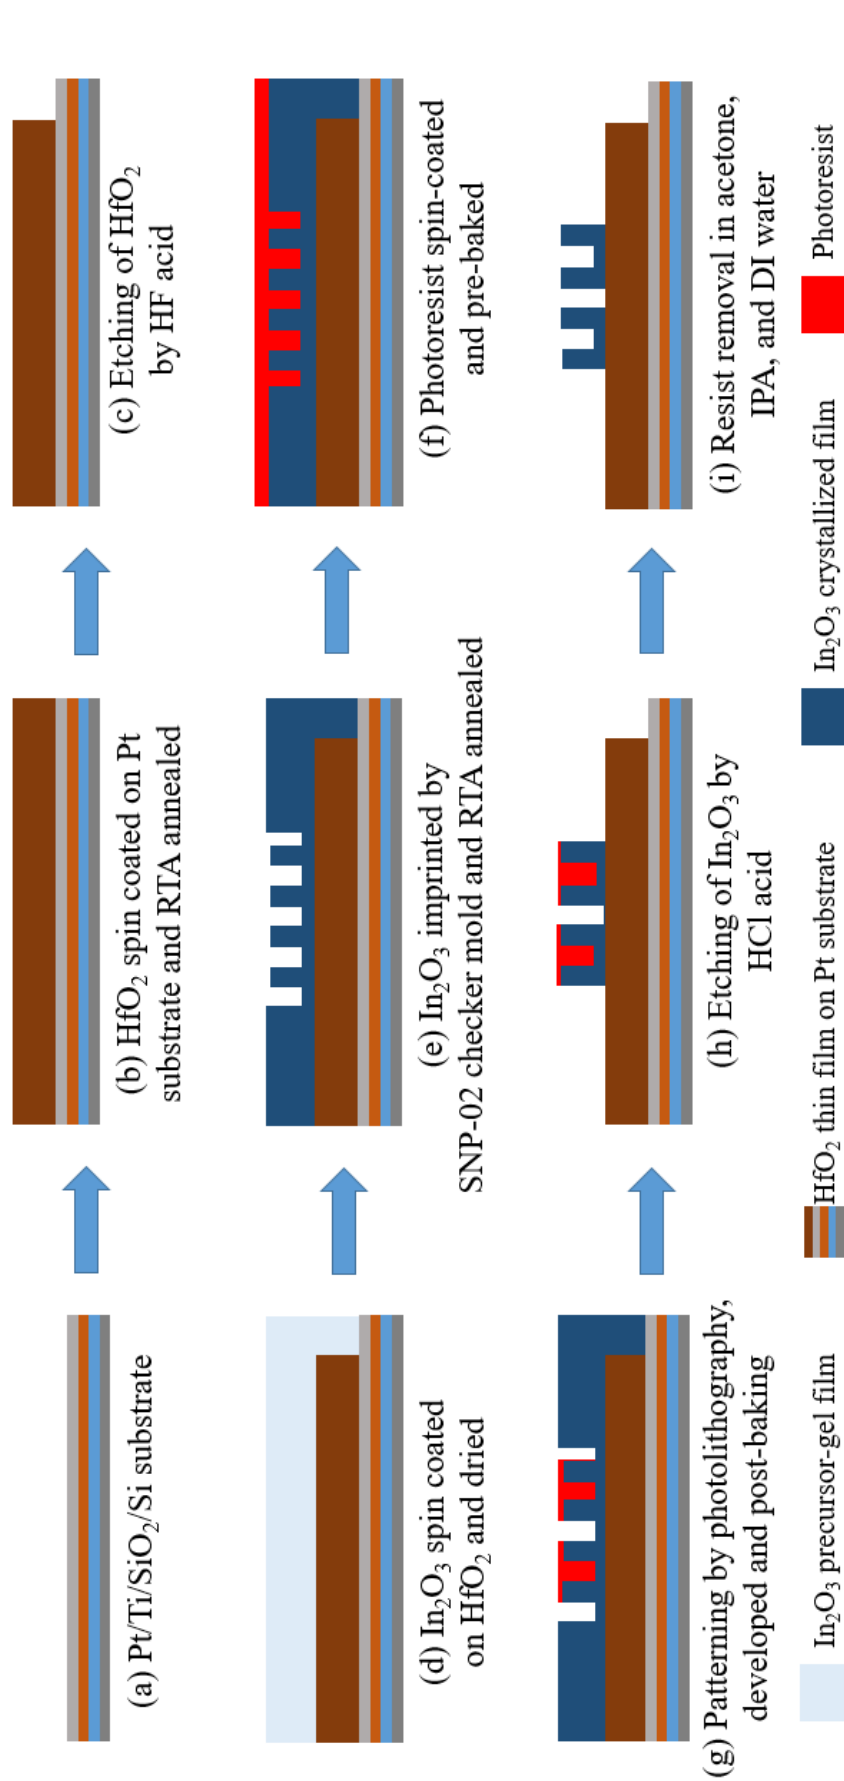 (a) Pt/Ti/SiO₂/Si substrate
(b) HfO₂ spin coated on Pt
substrate and RTA annealed
(c) Etching of HfO₂
by HF acid
(d) In₂O₃ spin coated
on HfO₂ and dried
(e) In₂O₃ imprinted by
SNP-02 checker mold and RTA annealed
(f) Photoresist spin-coated
and pre-baked
(g) Patterning by photolithography,
developed and post-baking
(h) Etching of In₂O₃ by
HCl acid
(i) Resist removal in acetone,
IPA, and DI water
In₂O₃ precursor-gel film
HfO₂ thin film on Pt substrate
In₂O₃ crystallized film
Photoresist